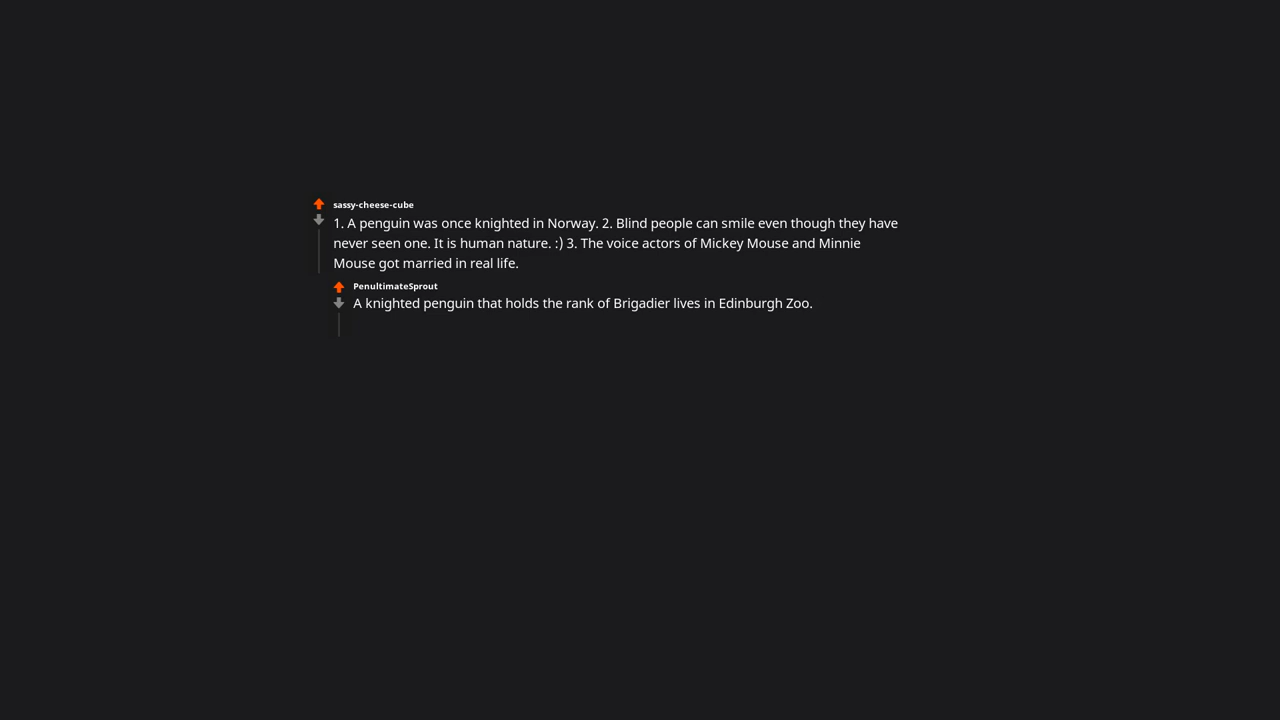 sassy-cheese-cube
1. A penguin was once knighted in Norway. 2. Blind people can smile even though they have
never seen one. It is human nature. :) 3. The voice actors of Mickey Mouse and Minnie
Mouse got married in real life.
PenultimateSprout
A knighted penguin that holds the rank of Brigadier lives in Edinburgh Zoo.